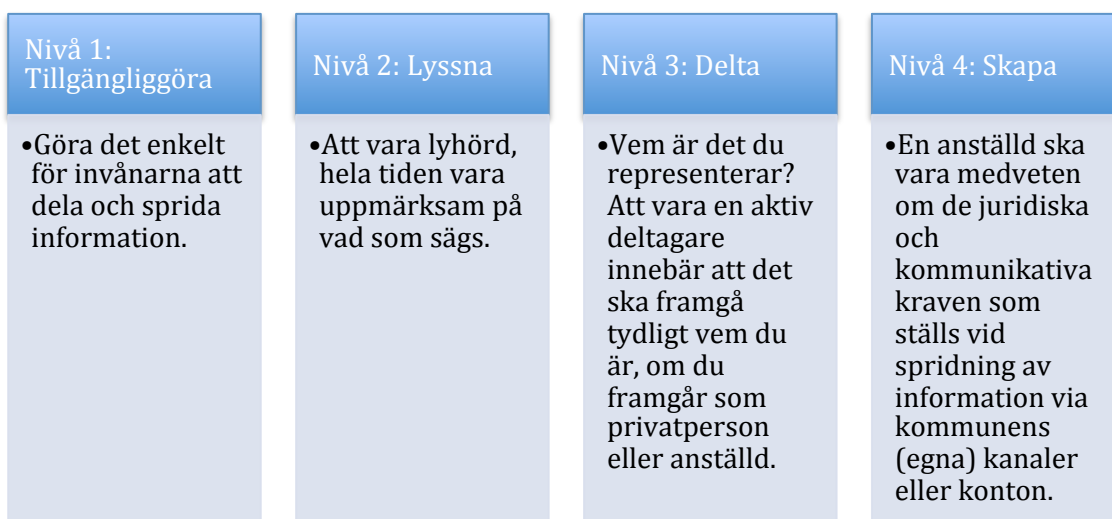 Nivå 1:
Tillgängliggöra
•Göra det enkelt
för invånarna att
dela och sprida
information.
Nivå 2: Lyssna
•Att vara lyhörd,
hela tiden vara
uppmärksam på
vad som sägs.
Nivå 3: Delta
•Vem är det du
representerar?
Att vara en aktiv
deltagare
innebär att det
ska framgå
tydligt vem du
är, om du
framgår som
privatperson
eller anställd.
Nivå 4: Skapa
•En anställd ska
vara medveten
om de juridiska
och
kommunikativa
kraven som
ställs vid
spridning av
information via
kommunens
(egna) kanaler
eller konton.